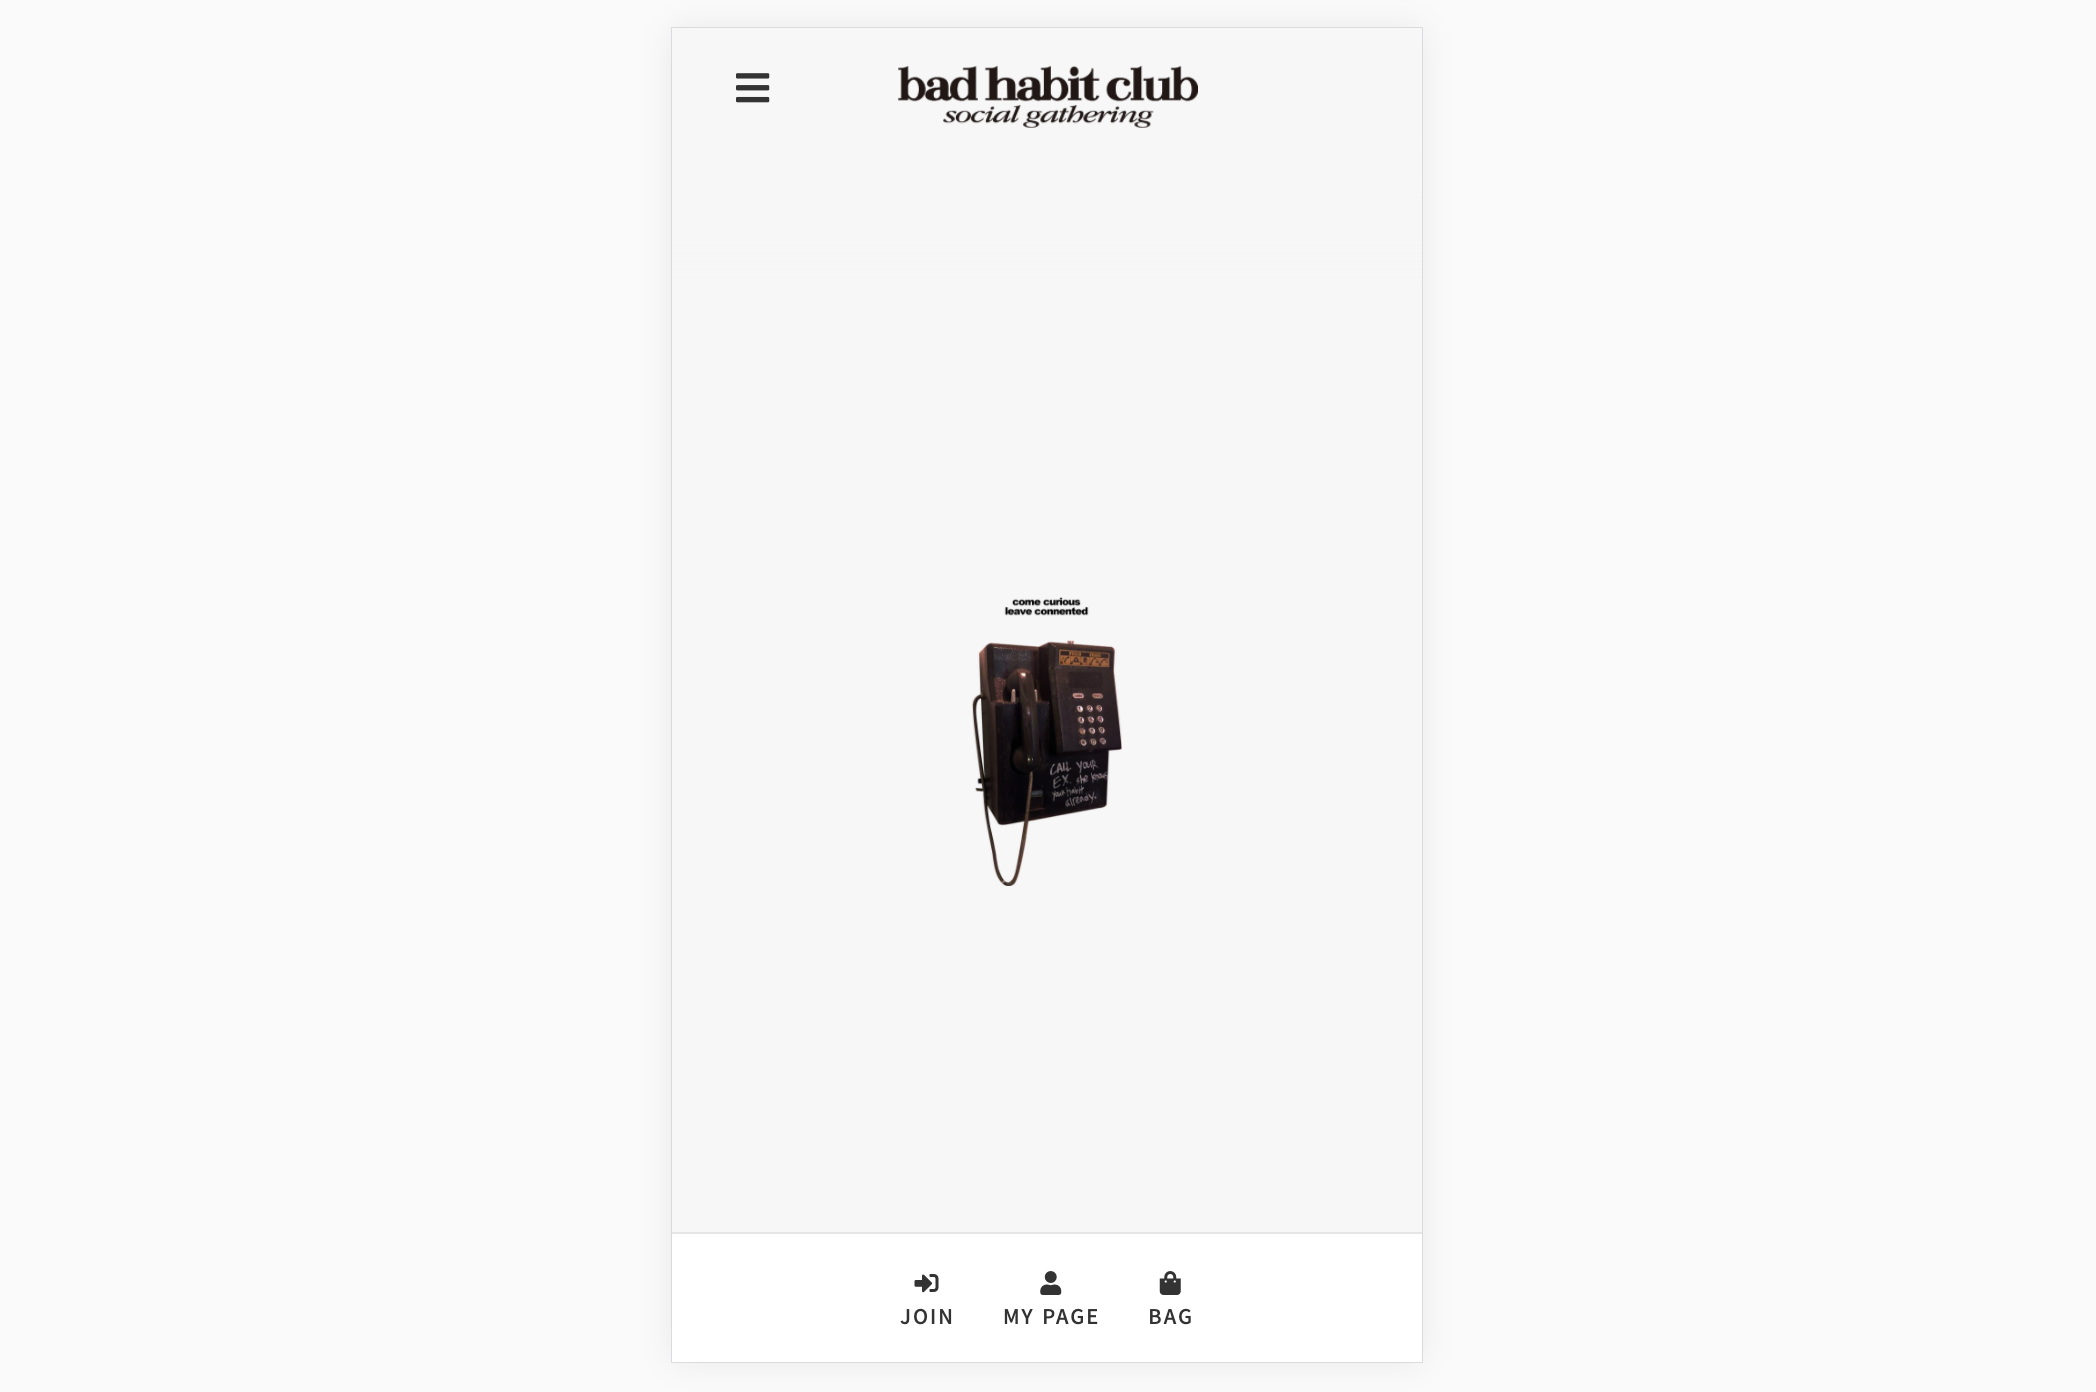 bad habit club
social gathering
come curious
leave connented
CALL YOUR
EX. she knows
your habit
already.
JOIN MY PAGE BAG